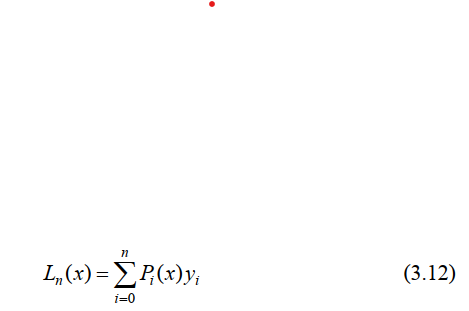 L_n(x) = \sum_{i=0}^{n} P_i(x) y_i (3.12)